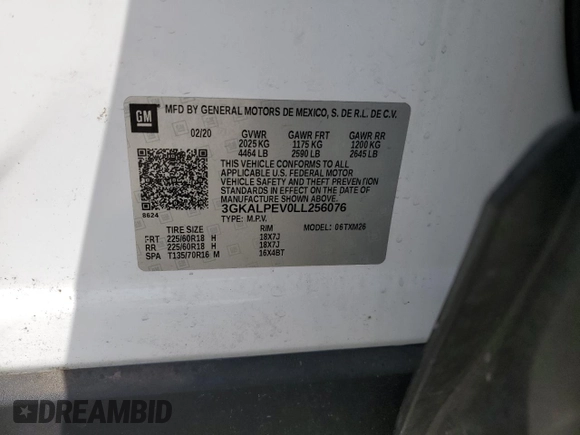 GM
MFD BY GENERAL MOTORS DE MEXICO, S. DE R.L. DE C.V.
02/20 GVWR GAWR FRT GAWR RR
2025 KG 1175 KG 1200 KG
4464 LB 2590 LB 2645 LB
THIS VEHICLE CONFORMS TO ALL
APPLICABLE U.S. FEDERAL MOTOR
VEHICLE SAFETY AND THEFT PREVENTION
STANDARDS IN EFFECT ON THE DATE OF
MANUFACTURE SHOWN ABOVE.
3GKALPEV0LL256076
8624 TYPE: M.P.V.
TIRE SIZE RIM MODEL: 06TXM26
FRT 225/60R18 H 18X7J
RR 225/60R18 H 18X7J
SPA T135/70R16 M 16X4BT
DREAMBID